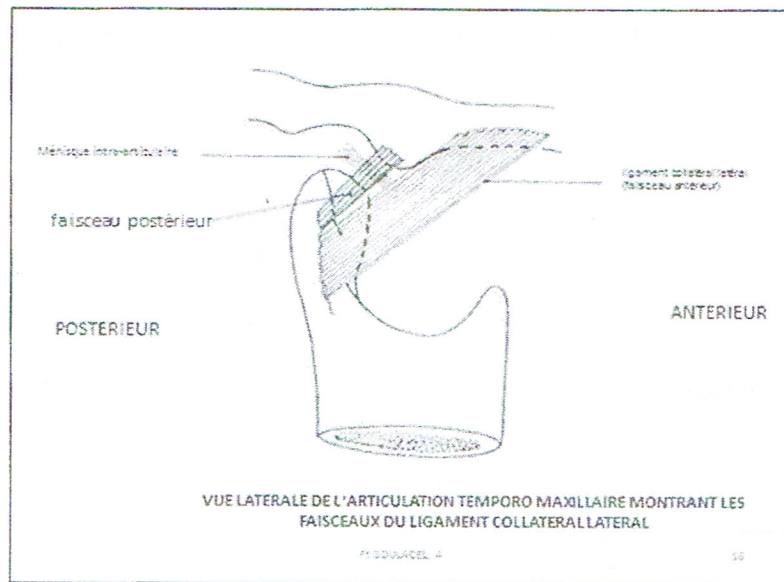 Ménisque intra-articulaire
ligament collatéral latéral
(faisceau antérieur)
faisceau postérieur
POSTERIEUR
ANTERIEUR
VUE LATERALE DE L'ARTICULATION TEMPORO MAXILLAIRE MONTRANT LES
FAISCEAUX DU LIGAMENT COLLATERAL LATERAL